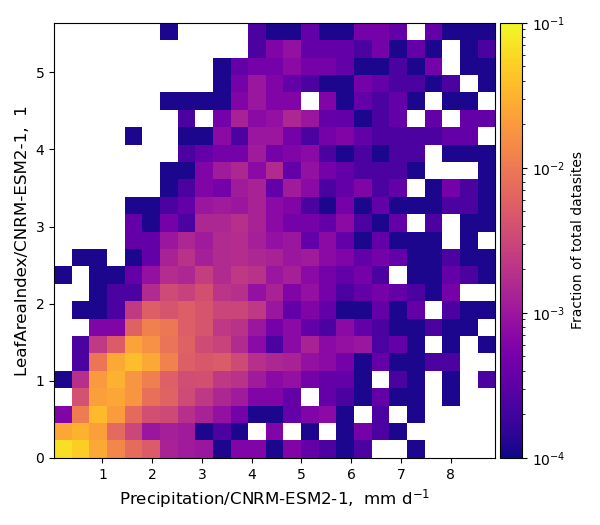 LeafAreaIndex/CNRM-ESM2-1, 1
5
4
3
2
1
0
1 2 3 4 5 6 7 8
Precipitation/CNRM-ESM2-1, mm d⁻¹
10⁻¹
10⁻²
10⁻³
10⁻⁴
Fraction of total datasites